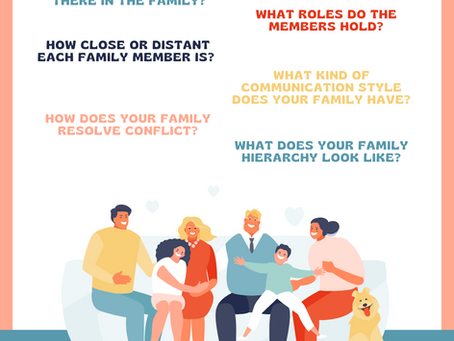 THERE IN THE FAMILY?
WHAT ROLES DO THE
MEMBERS HOLD?
HOW CLOSE OR DISTANT
EACH FAMILY MEMBER IS?
WHAT KIND OF
COMMUNICATION STYLE
DOES YOUR FAMILY HAVE?
HOW DOES YOUR FAMILY
RESOLVE CONFLICT?
WHAT DOES YOUR FAMILY
HIERARCHY LOOK LIKE?